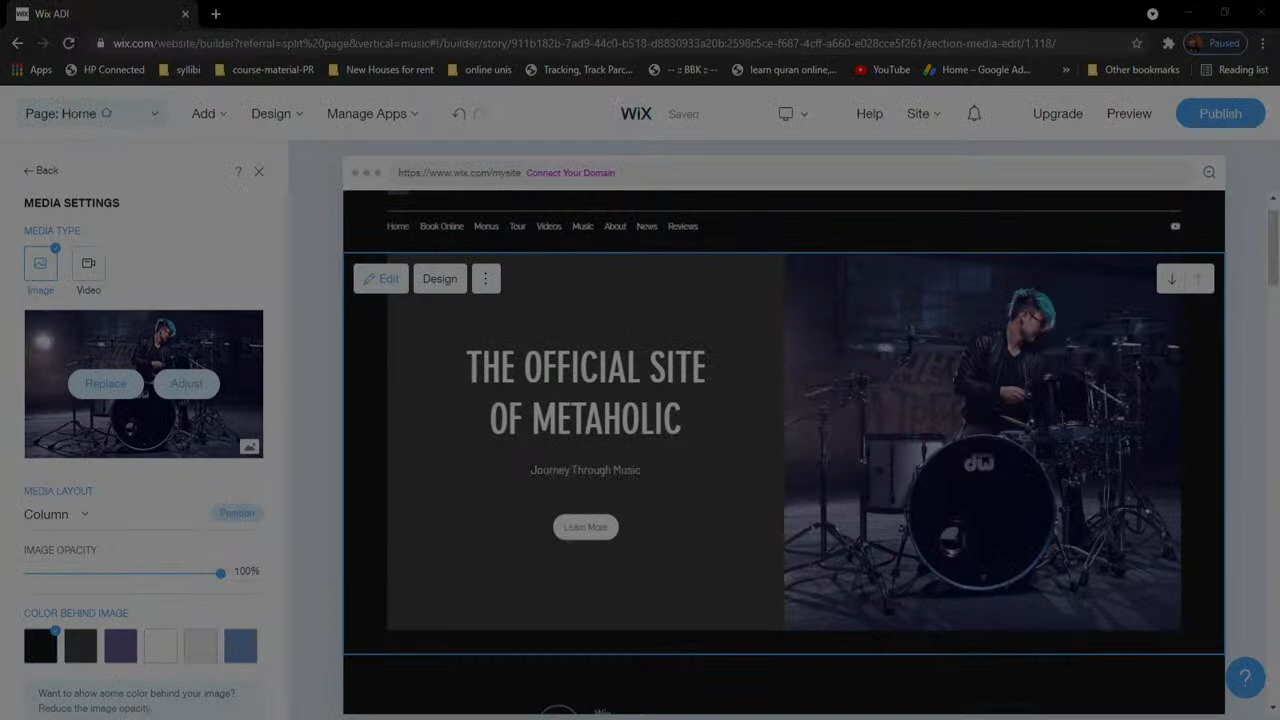 Wix ADI
wix.com/website/builder?referral=split%20page&vertical=music#!/builder/story/911b182b-7ad9-44c0-b518-d8830933a20b:2598c5ce-f687-4cff-a660-e028cce5f261/section-media-edit/1,118/
Paused
Apps HP Connected syllibi course-material-PR New Houses for rent online unis Tracking, Track Parc... -- :: BBK :: -- learn quran online,... YouTube Home – Google Ad... » Other bookmarks Reading list
Page: Home Add Design Manage Apps WiX Saved Help Site Upgrade Preview Publish
← Back ?
https://www.wix.com/mysite Connect Your Domain
MEDIA SETTINGS
MEDIA TYPE
Home Book Online Menus Tour Videos Music About News Reviews
Image Video
Edit Design
Replace Adjust
THE OFFICIAL SITE
OF METAHOLIC
Journey Through Music
Learn More
dw
MEDIA LAYOUT
Column Position
IMAGE OPACITY
100%
COLOR BEHIND IMAGE
Want to show some color behind your image?
Reduce the image opacity.
?
Wix